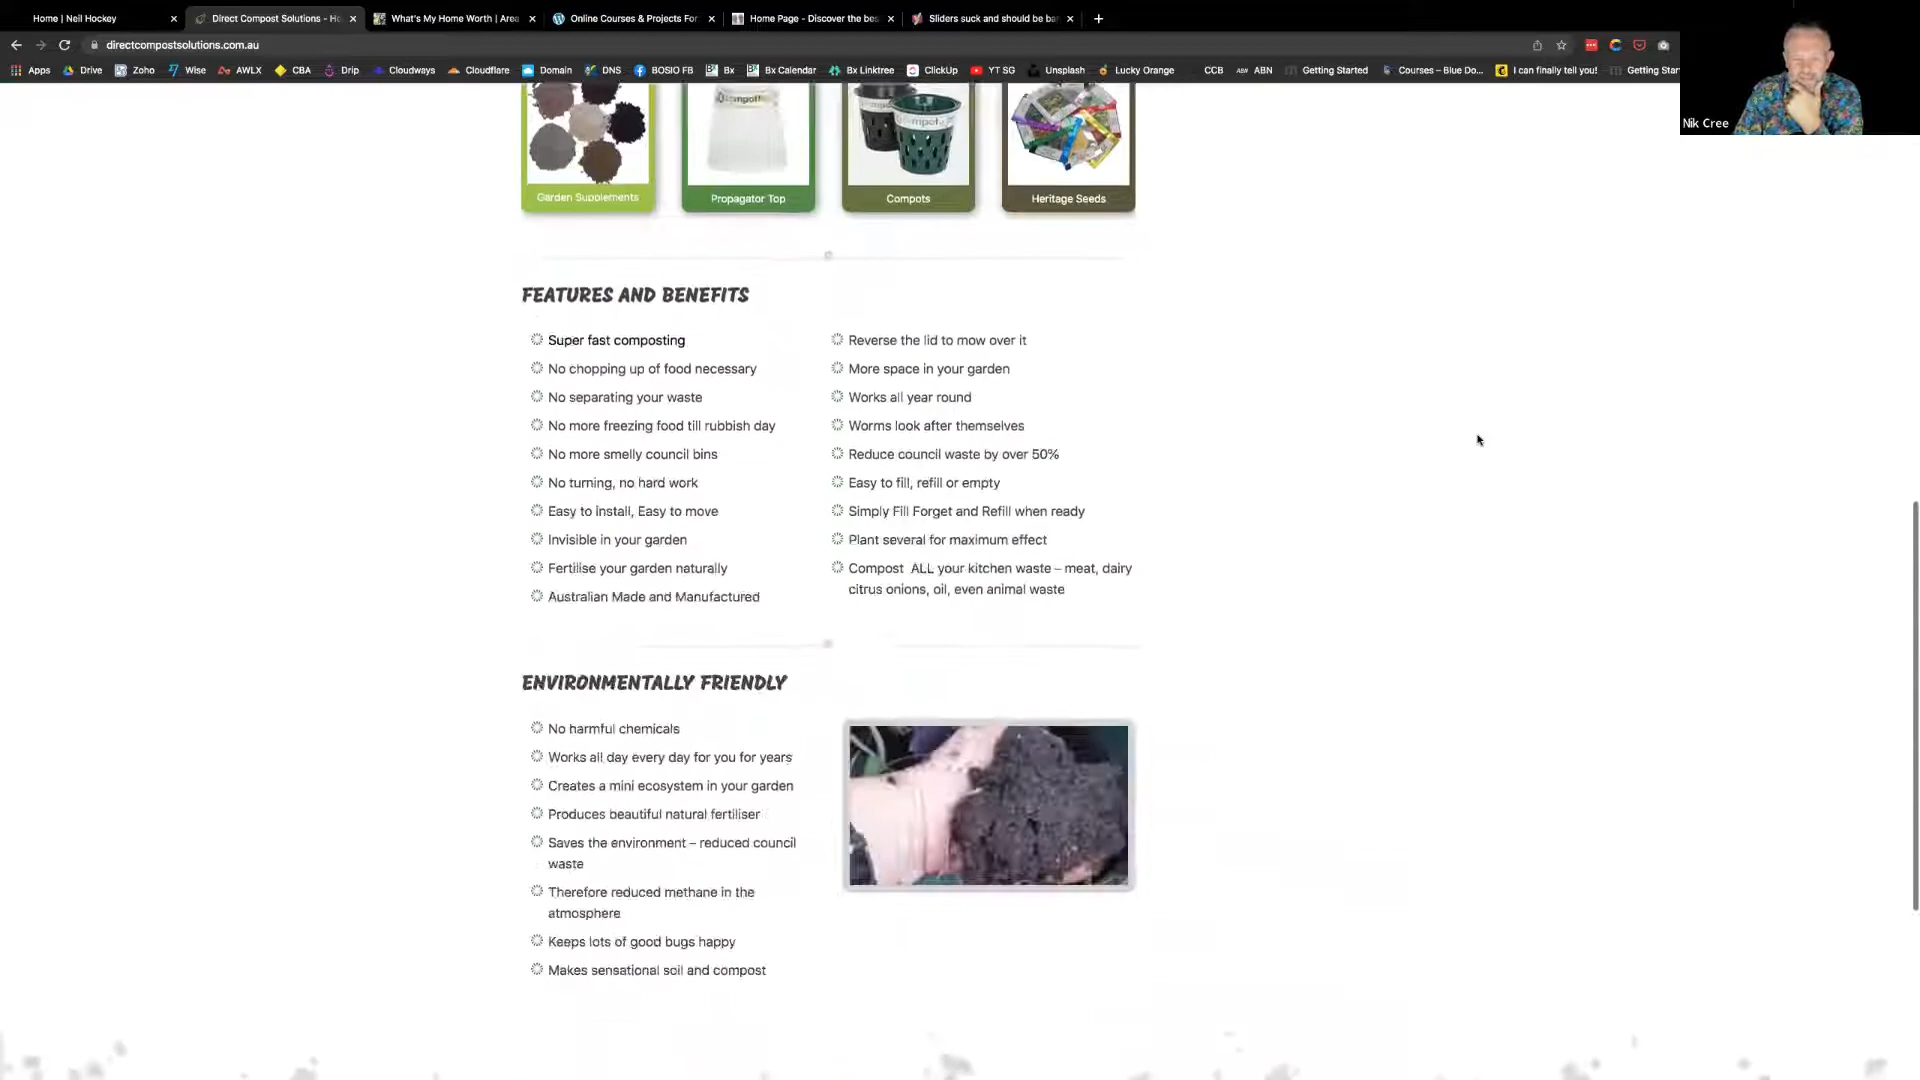 Home | Neil Hockey
Direct Compost Solutions - Ho
What's My Home Worth | Area
Online Courses & Projects For
Home Page - Discover the bes
Sliders suck and should be ba
directcompostsolutions.com.au
Apps Drive Zoho Wise AWLX CBA Drip Cloudways Cloudflare Domain DNS BOSIO FB Bx Bx Calendar Bx Linktree ClickUp YT SG Unsplash Lucky Orange CCB ABN ABN Getting Started Courses – Blue Do... I can finally tell you! Getting Star
Nik Cree
Garden Supplements
Propagator Top
Compots
Heritage Seeds
FEATURES AND BENEFITS
Super fast composting
No chopping up of food necessary
No separating your waste
No more freezing food till rubbish day
No more smelly council bins
No turning, no hard work
Easy to install, Easy to move
Invisible in your garden
Fertilise your garden naturally
Australian Made and Manufactured
Reverse the lid to mow over it
More space in your garden
Works all year round
Worms look after themselves
Reduce council waste by over 50%
Easy to fill, refill or empty
Simply Fill Forget and Refill when ready
Plant several for maximum effect
Compost ALL your kitchen waste – meat, dairy
citrus onions, oil, even animal waste
ENVIRONMENTALLY FRIENDLY
No harmful chemicals
Works all day every day for you for years
Creates a mini ecosystem in your garden
Produces beautiful natural fertiliser
Saves the environment – reduced council
waste
Therefore reduced methane in the
atmosphere
Keeps lots of good bugs happy
Makes sensational soil and compost